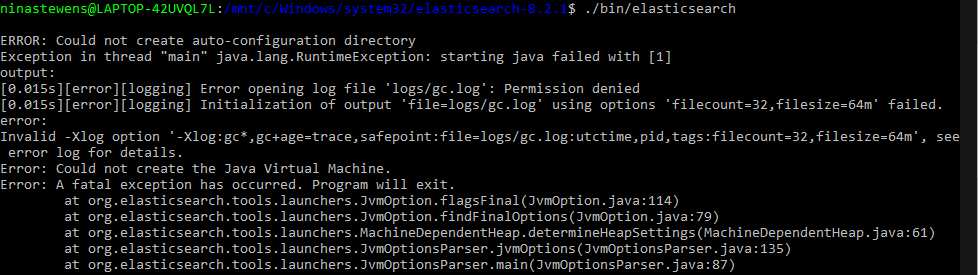 ninastewens@LAPTOP-42UVQL7L:/mnt/c/Windows/system32/elasticsearch-8.2.1$ ./bin/elasticsearch
ERROR: Could not create auto-configuration directory
Exception in thread "main" java.lang.RuntimeException: starting java failed with [1]
output:
[0.015s][error][logging] Error opening log file 'logs/gc.log': Permission denied
[0.015s][error][logging] Initialization of output 'file=logs/gc.log' using options 'filecount=32,filesize=64m' failed.
error:
Invalid -Xlog option '-Xlog:gc*,gc+age=trace,safepoint:file=logs/gc.log:utctime,pid,tags:filecount=32,filesize=64m', see
 error log for details.
Error: Could not create the Java Virtual Machine.
Error: A fatal exception has occurred. Program will exit.
        at org.elasticsearch.tools.launchers.JvmOption.flagsFinal(JvmOption.java:114)
        at org.elasticsearch.tools.launchers.JvmOption.findFinalOptions(JvmOption.java:79)
        at org.elasticsearch.tools.launchers.MachineDependentHeap.determineHeapSettings(MachineDependentHeap.java:61)
        at org.elasticsearch.tools.launchers.JvmOptionsParser.jvmOptions(JvmOptionsParser.java:135)
        at org.elasticsearch.tools.launchers.JvmOptionsParser.main(JvmOptionsParser.java:87)